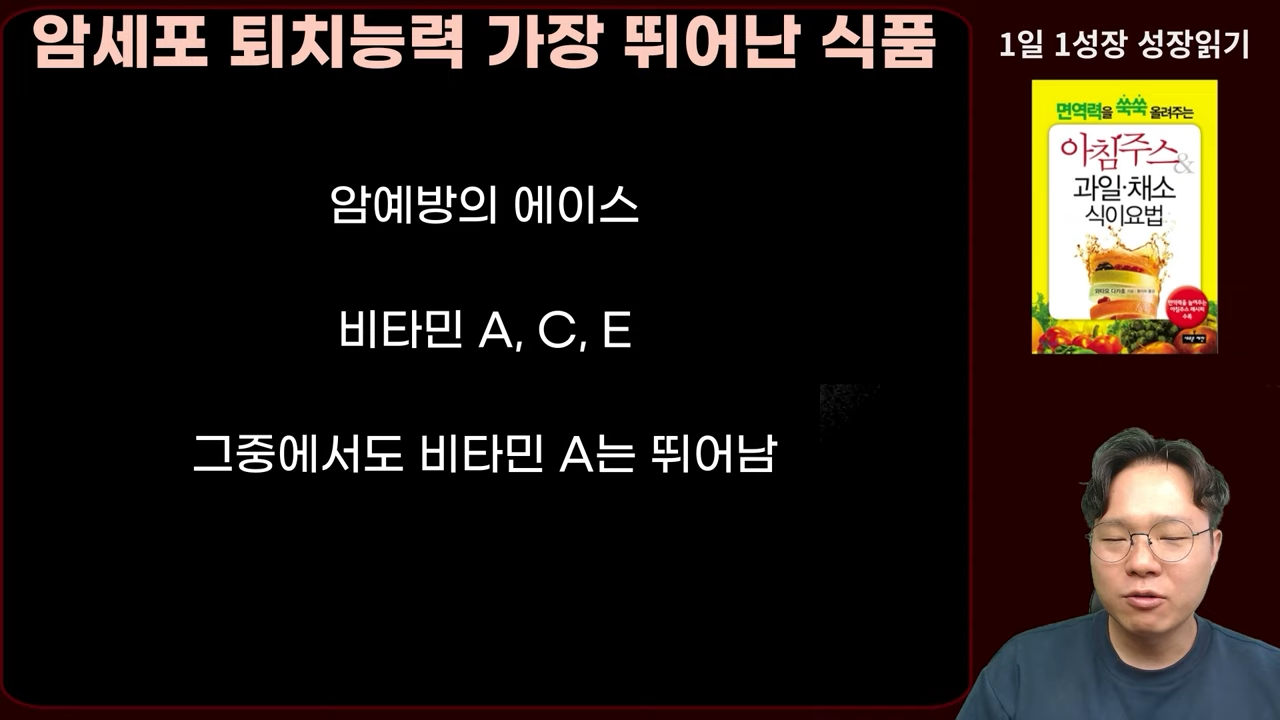 암세포 퇴치능력 가장 뛰어난 식품
암예방의 에이스
비타민 A, C, E
그중에서도 비타민 A는 뛰어남
1일 1성장 성장읽기
면역력을 쑥쑥 올려주는
아침주스 &
과일·채소
식이요법